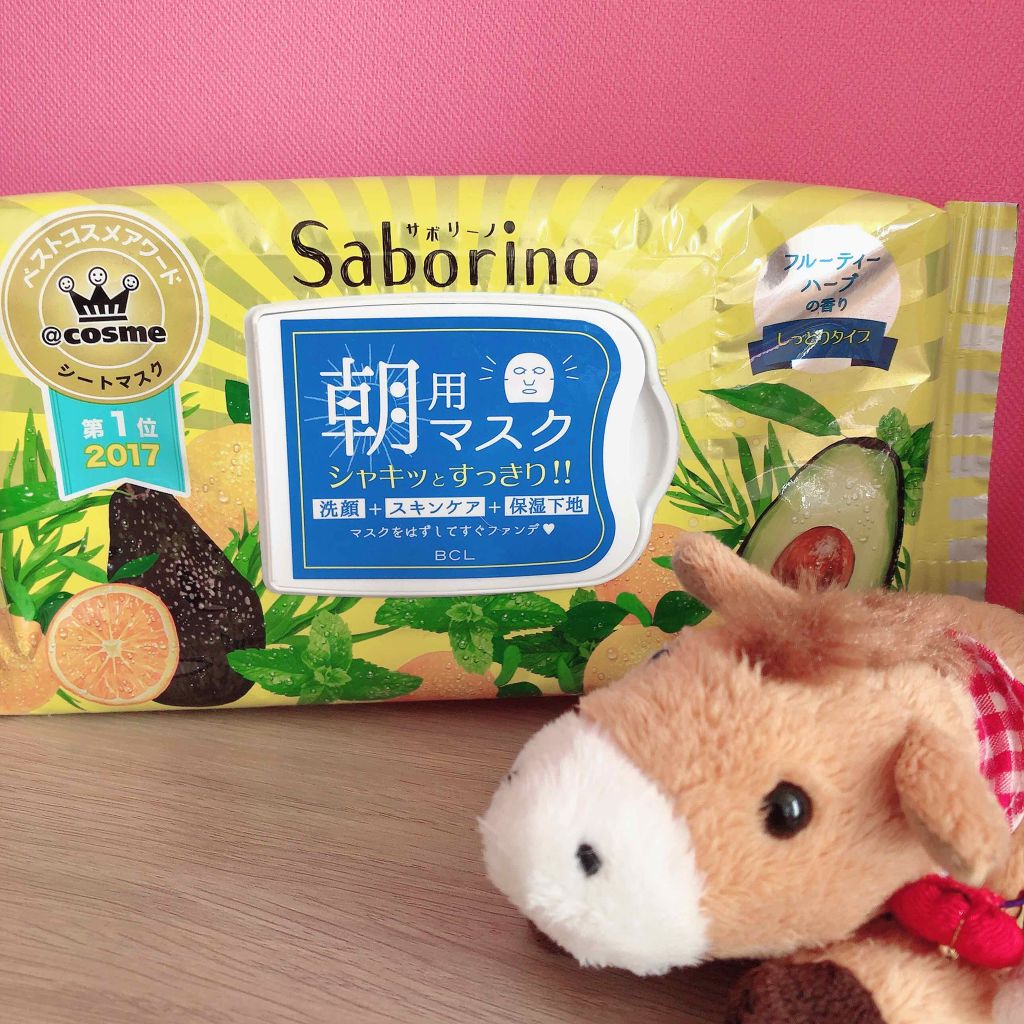 ベストコスメアワード
@cosme
シートマスク
第1位
2017
サボリーノ
Saborino
朝用マスク
シャキッとすっきり!!
洗顔+スキンケア+保湿下地
マスクをはずしてすぐファンデ♥
BCL
フルーティー
ハーブ
の香り
しっとりタイプ